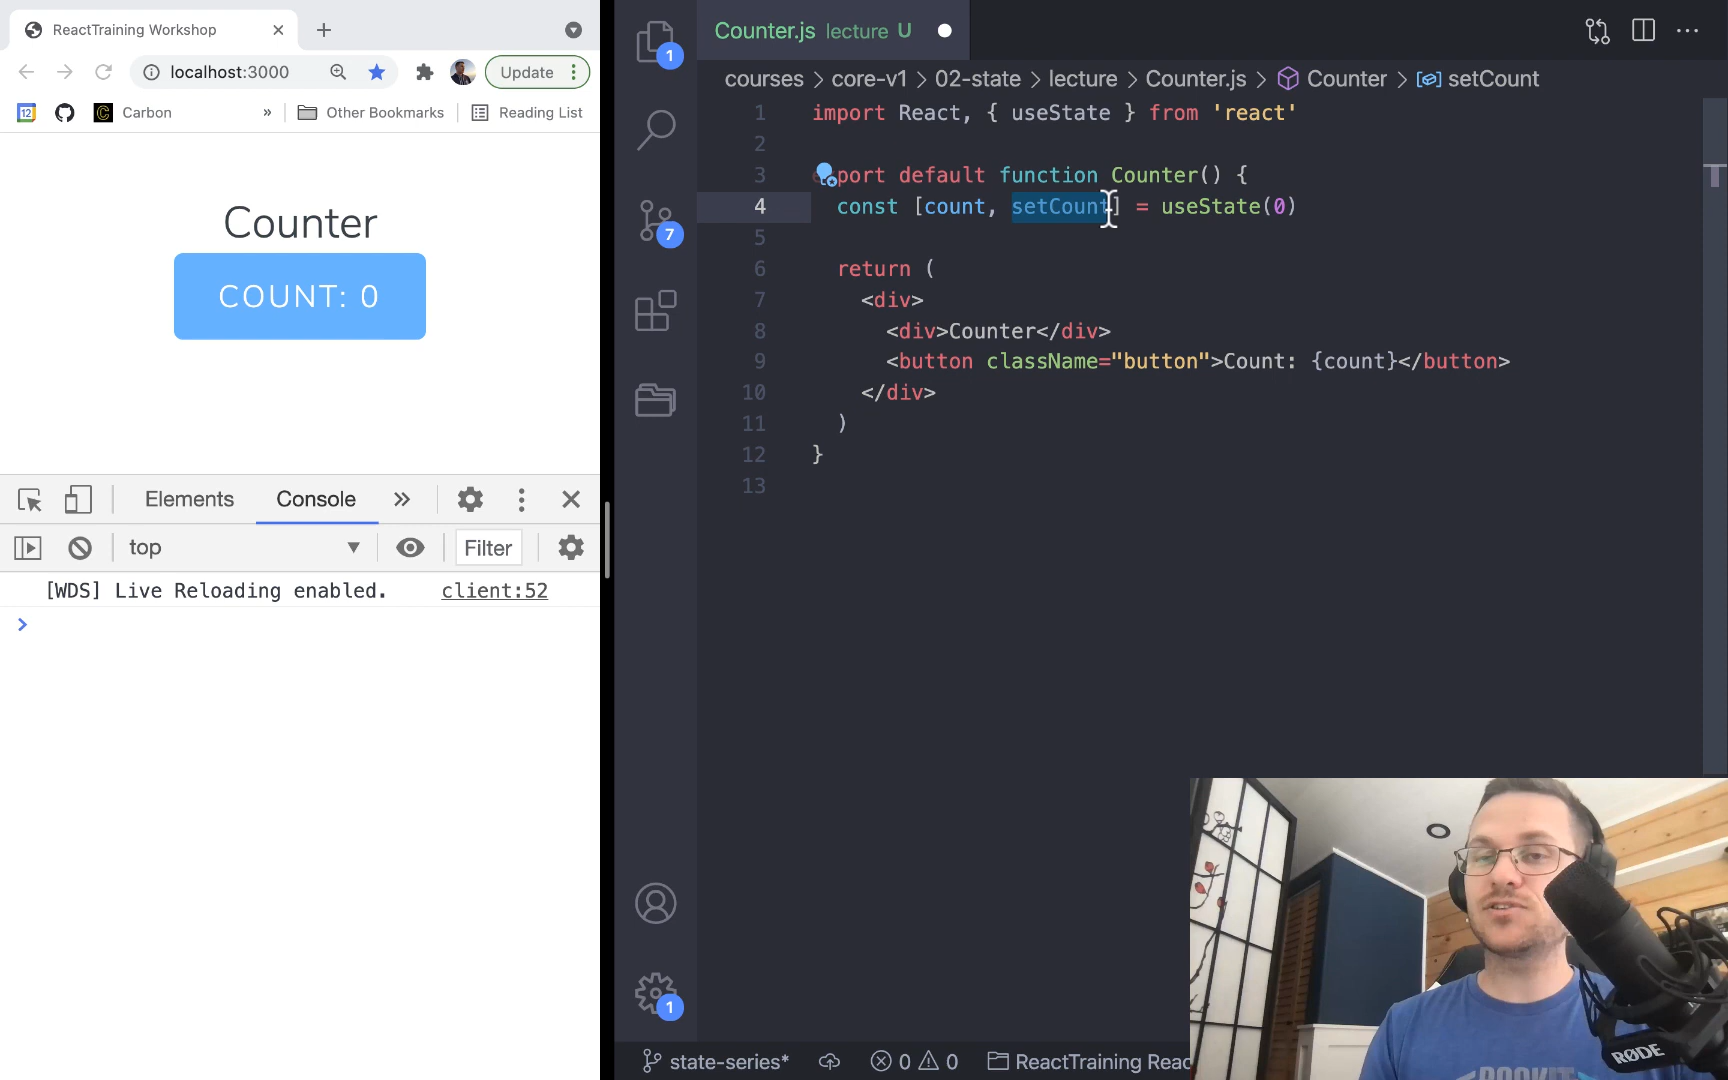 ReactTraining Workshop
localhost:3000
Update
12
Carbon
»
Other Bookmarks
Reading List
Counter
COUNT: 0
Elements
Console
»
top
Filter
[WDS] Live Reloading enabled.
client:52
>
1
7
1
Counter.js lecture U
courses > core-v1 > 02-state > lecture > Counter.js > Counter > setCount
1 import React, { useState } from 'react'
2
3 port default function Counter() {
4 const [count, setCount] = useState(0)
5
6 return (
7 <div>
8 <div>Counter</div>
9 <button className="button">Count: {count}</button>
10 </div>
11 )
12 }
13
state-series*
0
0
ReactTraining Reac
RØDE